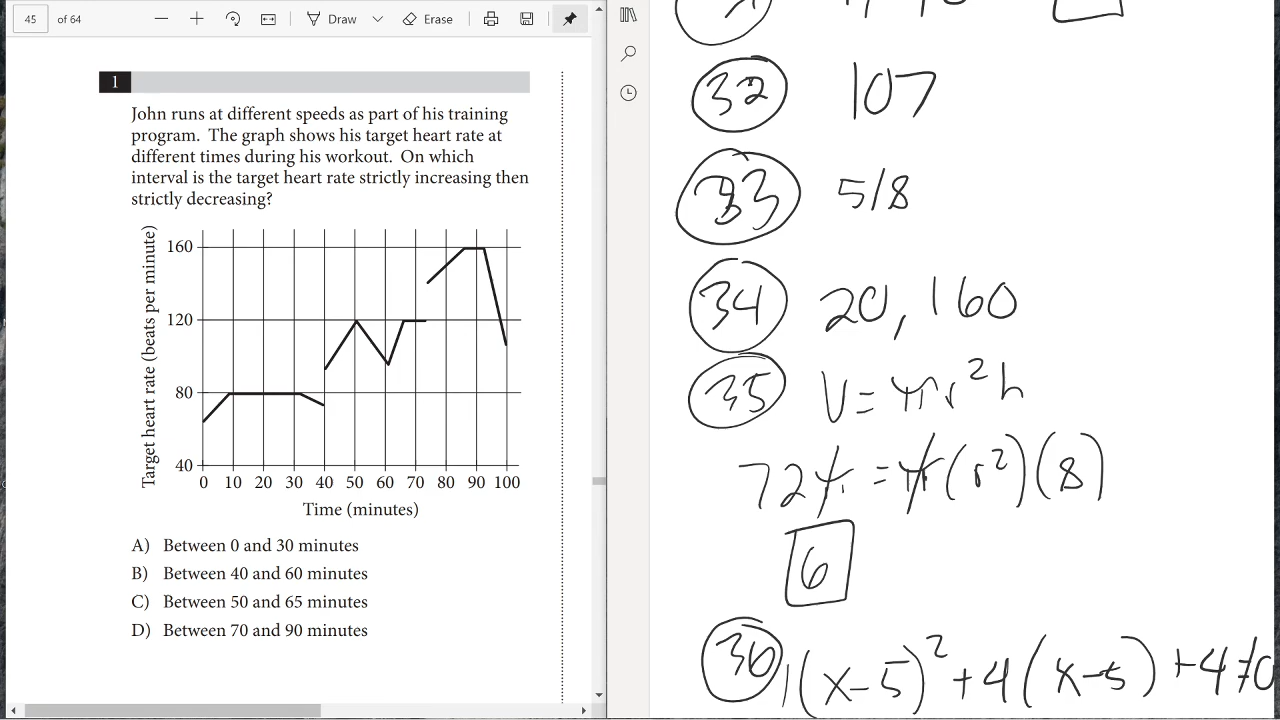 45 of 64 Draw Erase
1
John runs at different speeds as part of his training
program. The graph shows his target heart rate at
different times during his workout. On which
interval is the target heart rate strictly increasing then
strictly decreasing?
Target heart rate (beats per minute)
160
120
80
40
0 10 20 30 40 50 60 70 80 90 100
Time (minutes)
A) Between 0 and 30 minutes
B) Between 40 and 60 minutes
C) Between 50 and 65 minutes
D) Between 70 and 90 minutes
32 107
33 5/8
34 20,160
35 V=πr²h
72π=π(r²)(8)
6
36 1(x-5)²+4(x-5)+4≠0